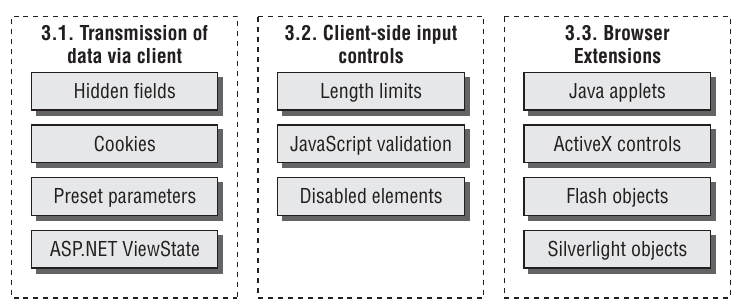 3.1. Transmission of
data via client
Hidden fields
Cookies
Preset parameters
ASP.NET ViewState
3.2. Client-side input
controls
Length limits
JavaScript validation
Disabled elements
3.3. Browser
Extensions
Java applets
ActiveX controls
Flash objects
Silverlight objects